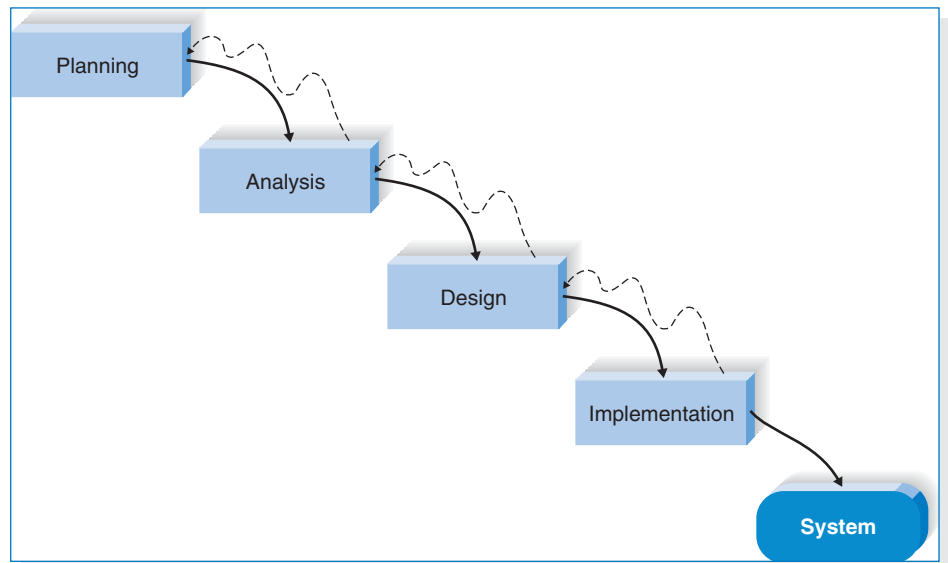 Planning
Analysis
Design
Implementation
System